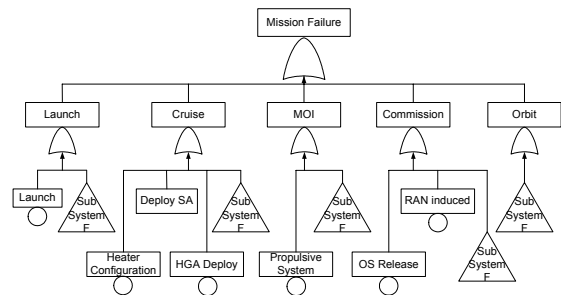 Mission Failure
Launch
Cruise
MOI
Commission
Orbit
Launch
Sub
System
F
Deploy SA
Sub
System
F
Sub
System
F
RAN induced
Sub
System
F
Heater
Configuration
HGA Deploy
Propulsive
System
OS Release
Sub
System
F